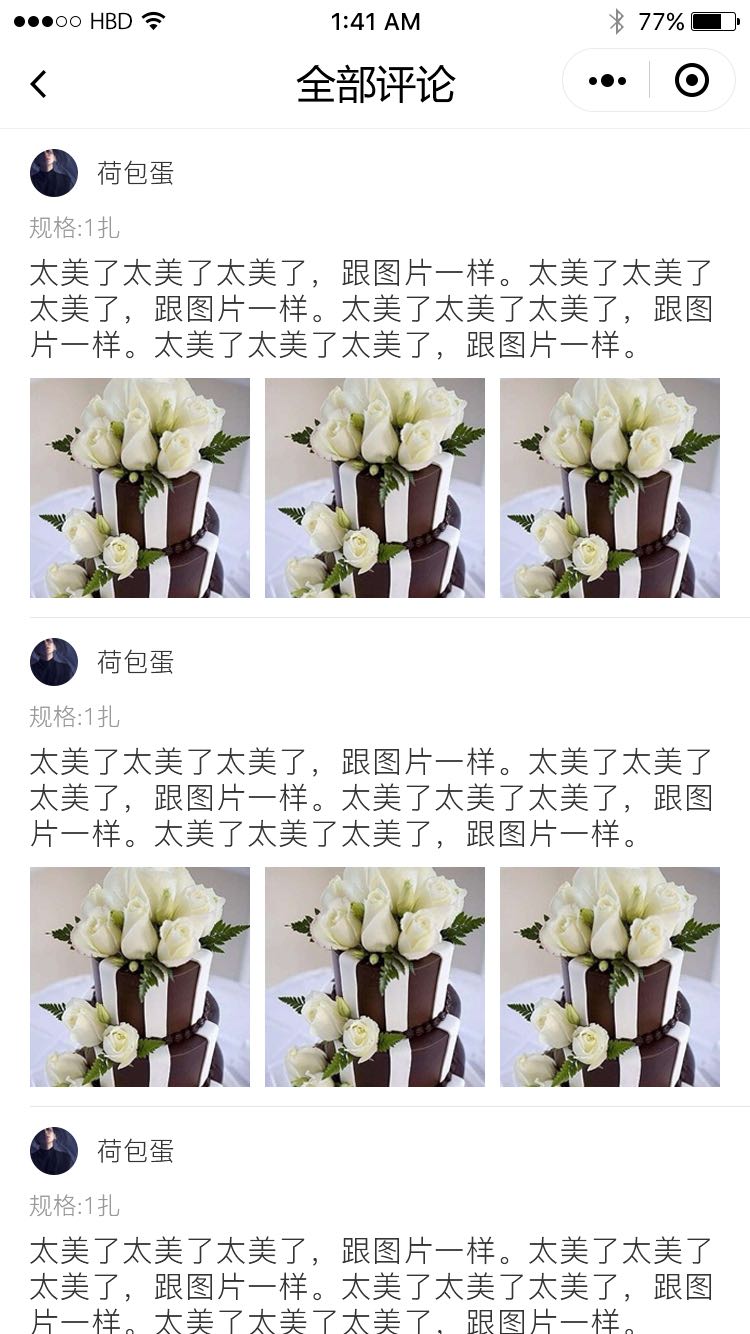 HBD
1:41 AM
77%
全部评论
荷包蛋
规格:1扎
太美了太美了太美了，跟图片一样。太美了太美了
太美了，跟图片一样。太美了太美了太美了，跟图
片一样。太美了太美了太美了，跟图片一样。
荷包蛋
规格:1扎
太美了太美了太美了，跟图片一样。太美了太美了
太美了，跟图片一样。太美了太美了太美了，跟图
片一样。太美了太美了太美了，跟图片一样。
荷包蛋
规格:1扎
太美了太美了太美了，跟图片一样。太美了太美了
太美了，跟图片一样。太美了太美了太美了，跟图
片一样。太美了太美了太美了，跟图片一样。